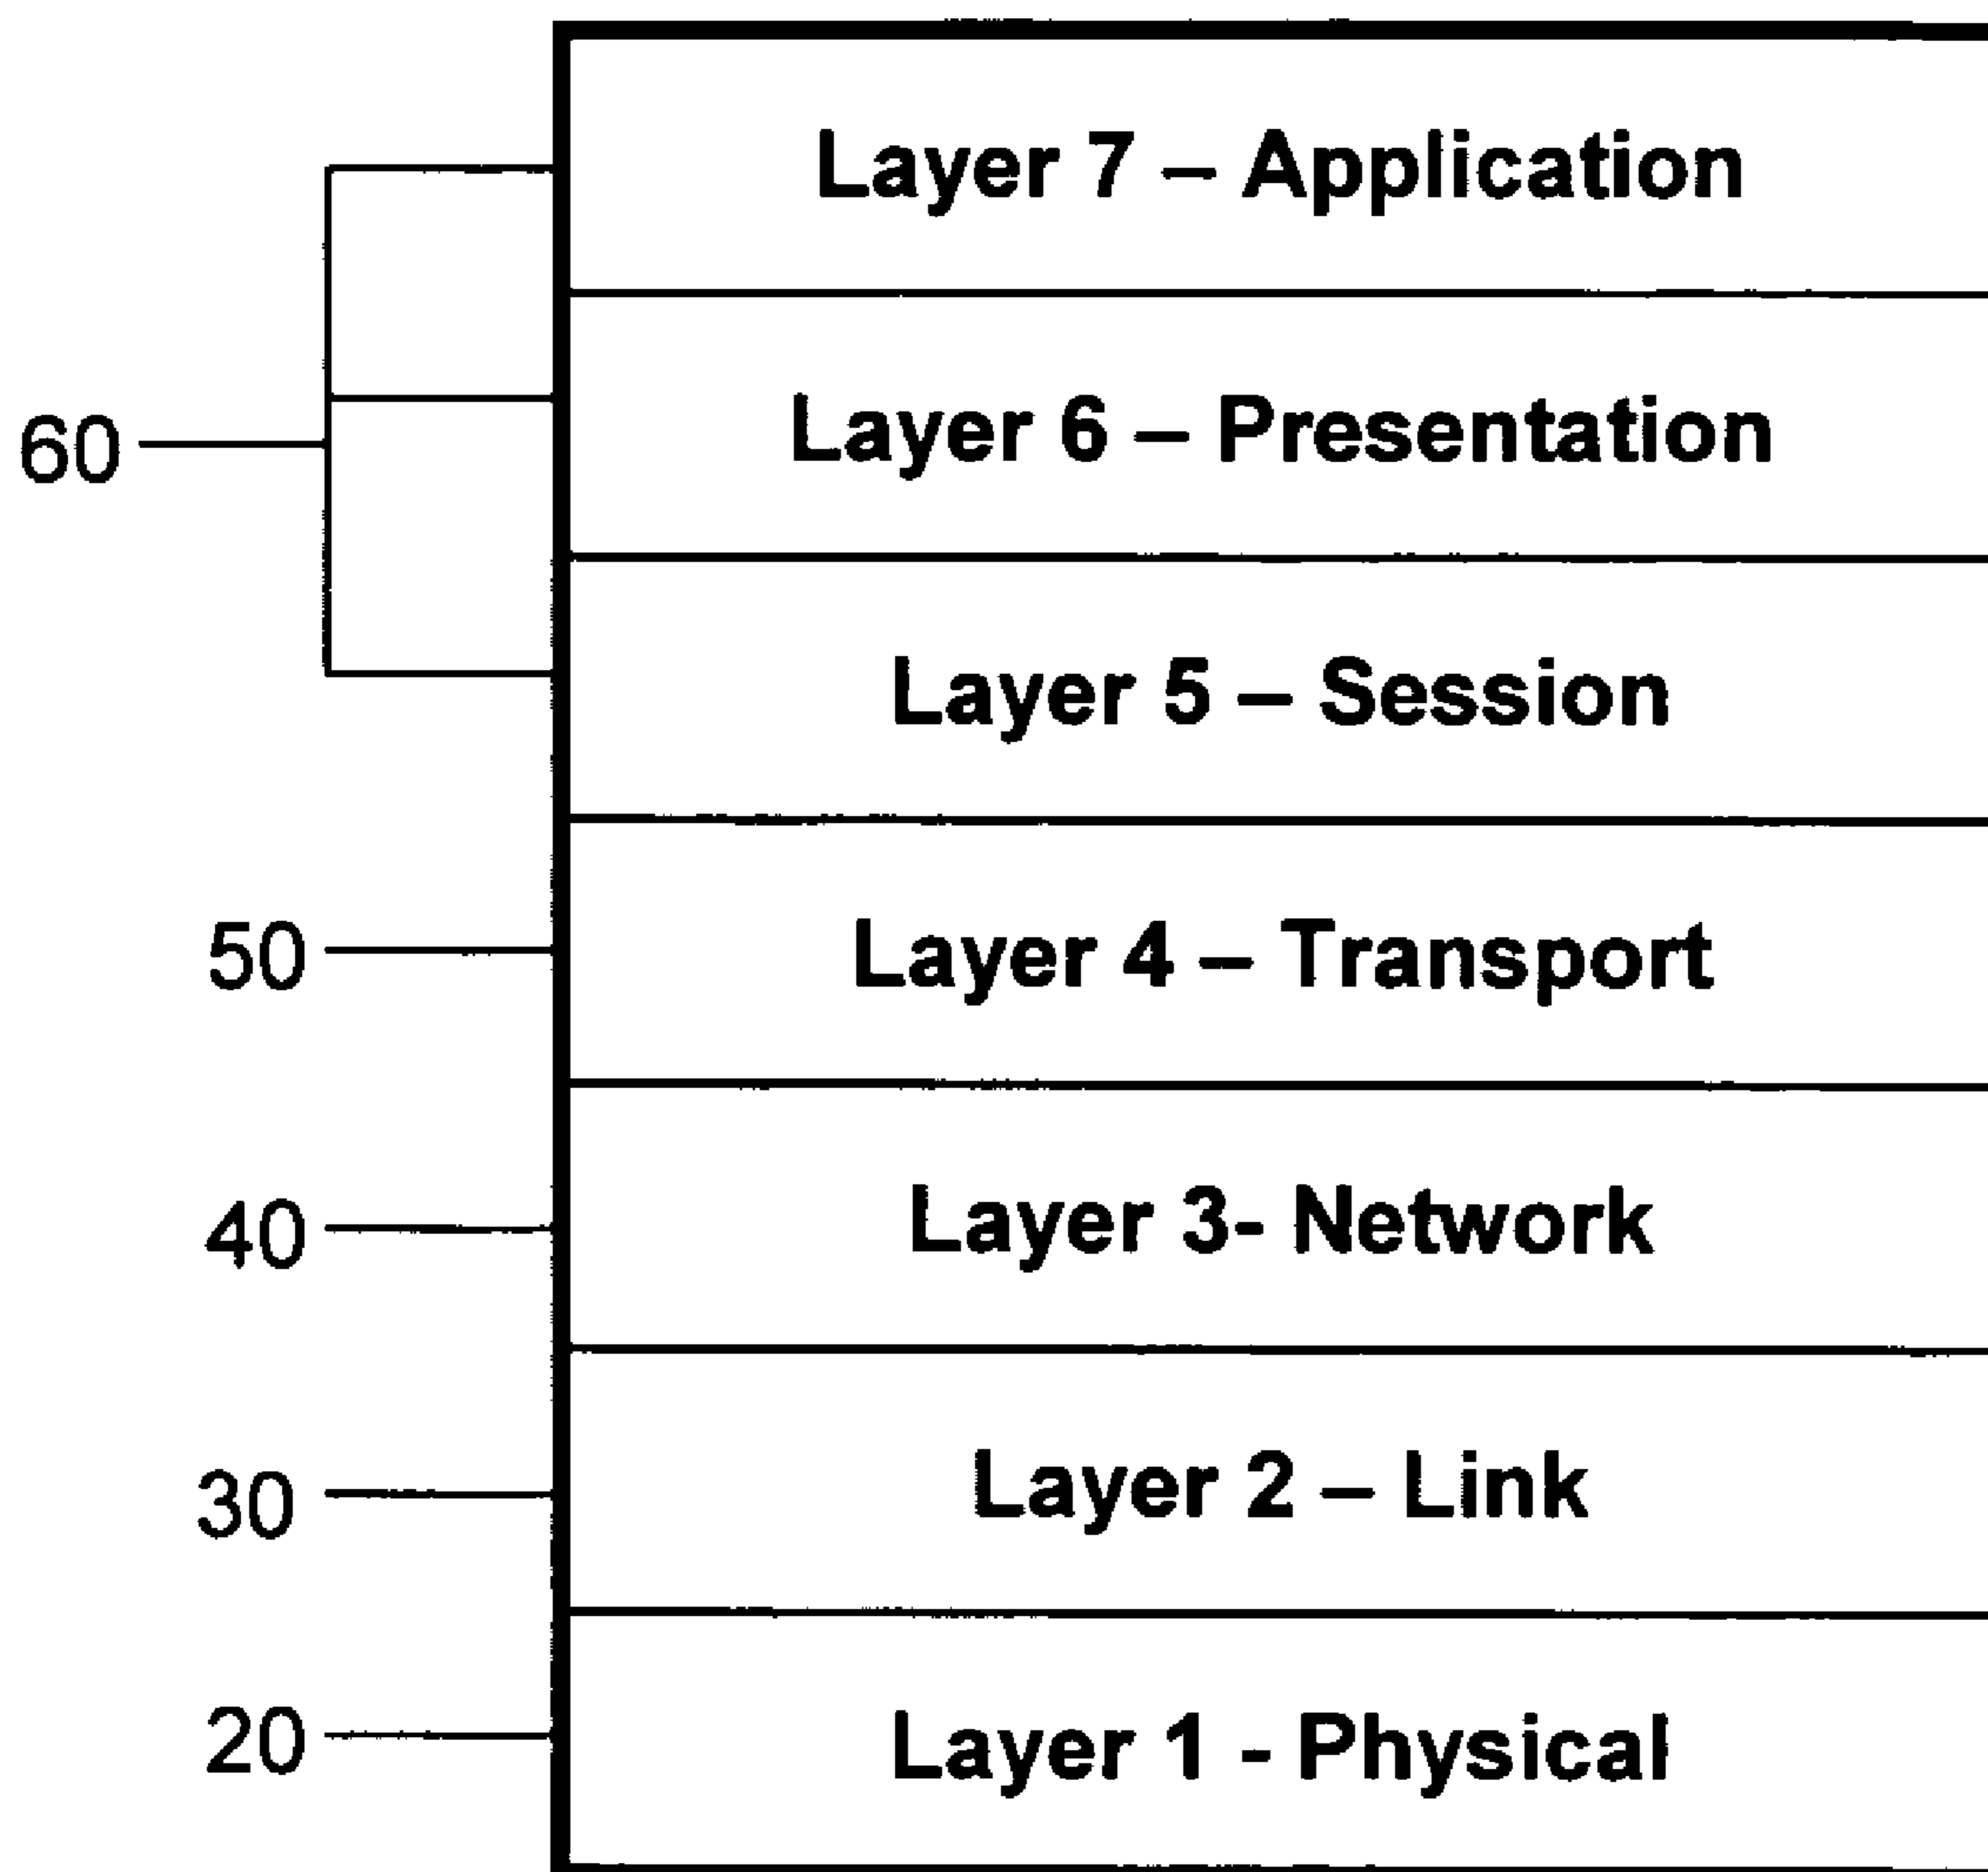 Layer 7 – Application
60
Layer 6 – Presentation
Layer 5 – Session
50
Layer 4 – Transport
40
Layer 3- Network
30
Layer 2 – Link
20
Layer 1 - Physical